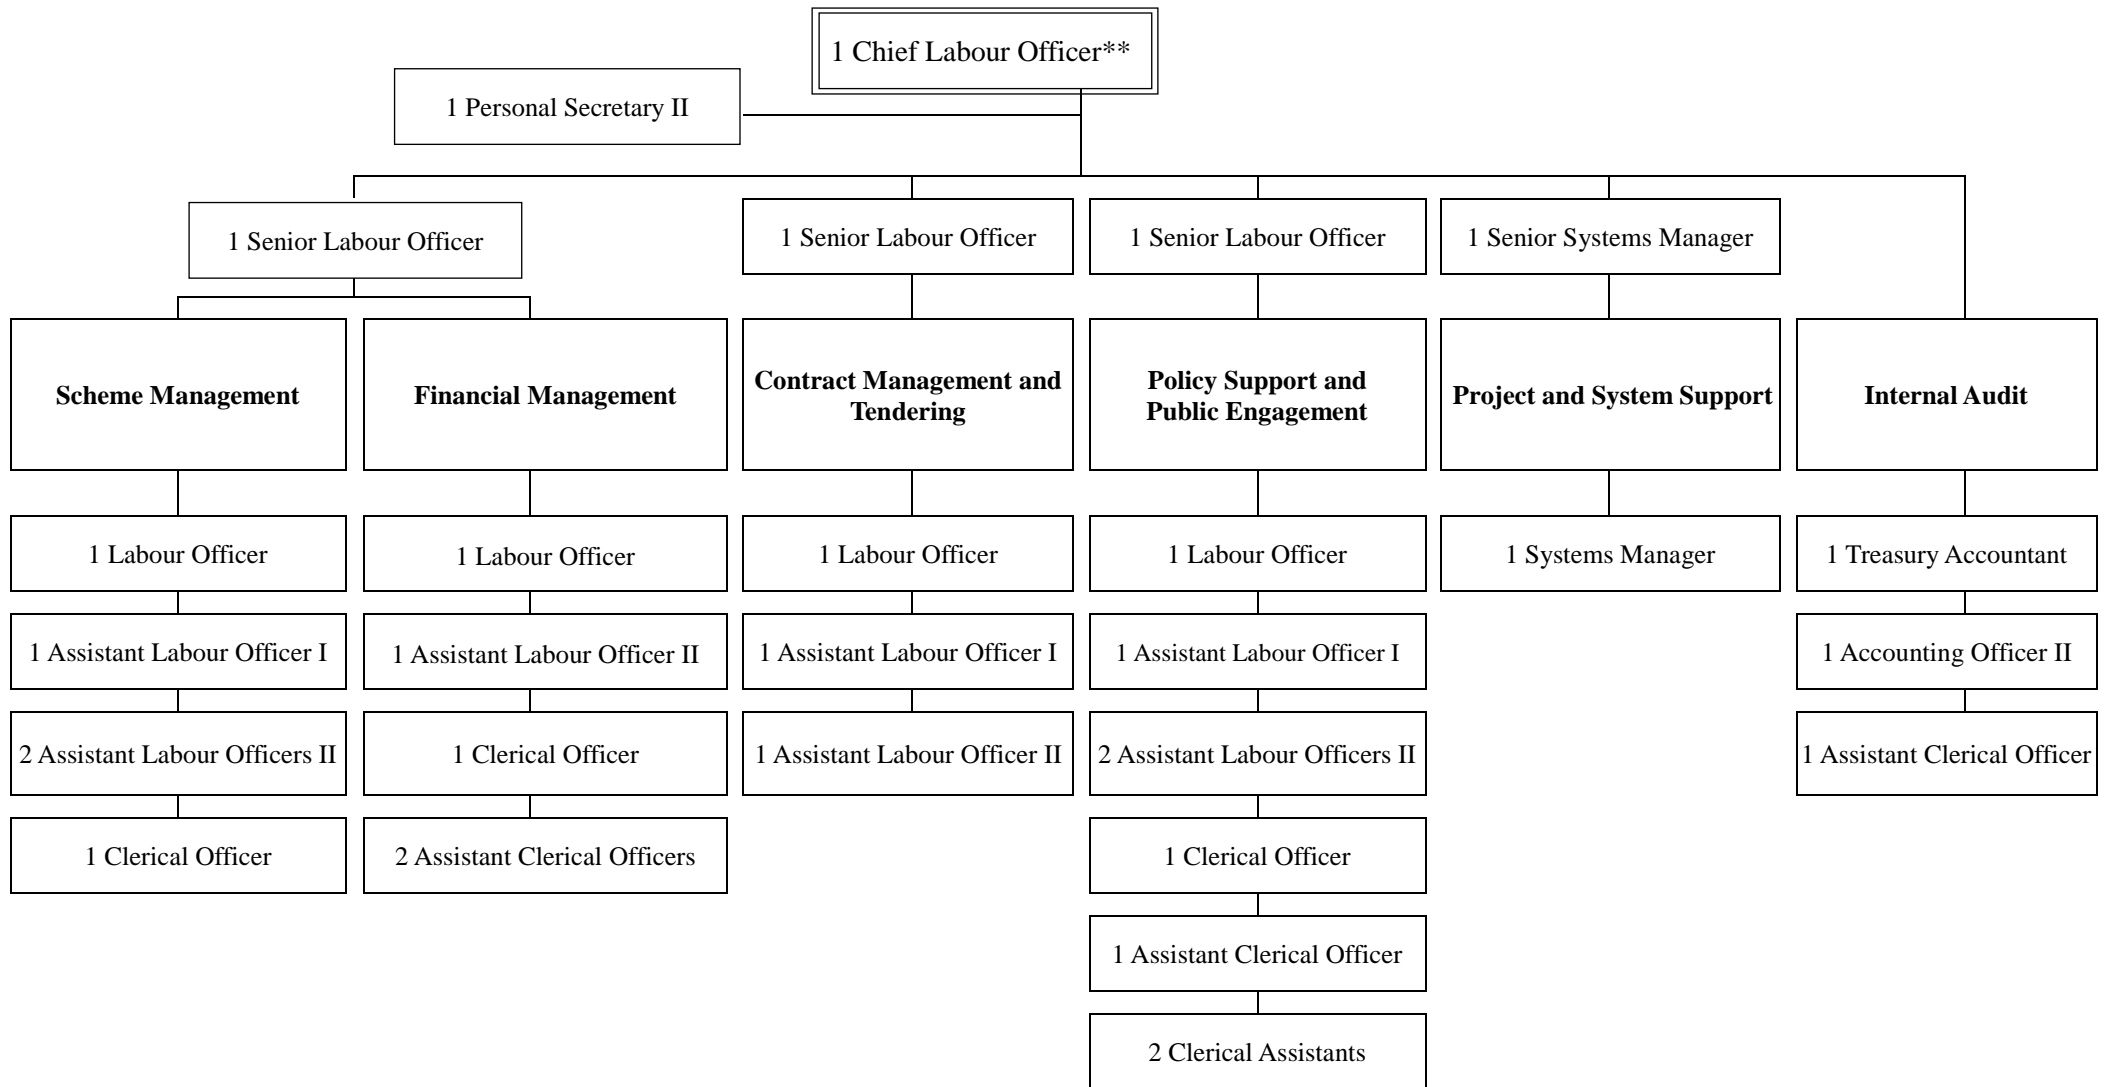 1 Chief Labour Officer**
1 Personal Secretary II
1 Senior Labour Officer
1 Senior Labour Officer
1 Senior Labour Officer
1 Senior Systems Manager
Scheme Management
Financial Management
Contract Management and
Tendering
Policy Support and
Public Engagement
Project and System Support
Internal Audit
1 Labour Officer
1 Labour Officer
1 Labour Officer
1 Labour Officer
1 Systems Manager
1 Treasury Accountant
1 Assistant Labour Officer I
1 Assistant Labour Officer II
1 Assistant Labour Officer I
1 Assistant Labour Officer I
1 Accounting Officer II
2 Assistant Labour Officers II
1 Clerical Officer
1 Assistant Labour Officer II
2 Assistant Labour Officers II
1 Assistant Clerical Officer
1 Clerical Officer
2 Assistant Clerical Officers
1 Clerical Officer
1 Assistant Clerical Officer
2 Clerical Assistants